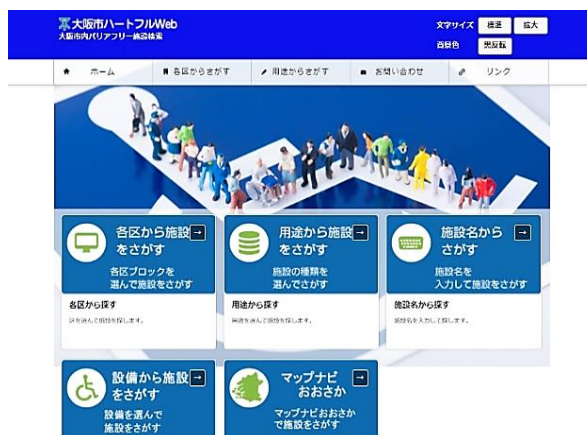 大阪市ハートフルWeb
大阪市内バリアフリー施設検索
文字サイズ 標準 拡大
背景色 黒反転
ホーム 各区からさがす 用途からさがす お問い合わせ リンク
各区から施設をさがす
各区ブロックを
選んで施設をさがす
用途から施設をさがす
施設の種類を
選んでさがす
施設名から
さがす
施設名を
入力して施設をさがす
各区から探す
区を選んで施設を探します。
用途から探す
用途を選んで施設を探します。
施設名から探す
施設名を入力して探します。
設備から施設
をさがす
設備を選んで
施設をさがす
マップナビ
おおさか
マップナビおおさか
で施設をさがす